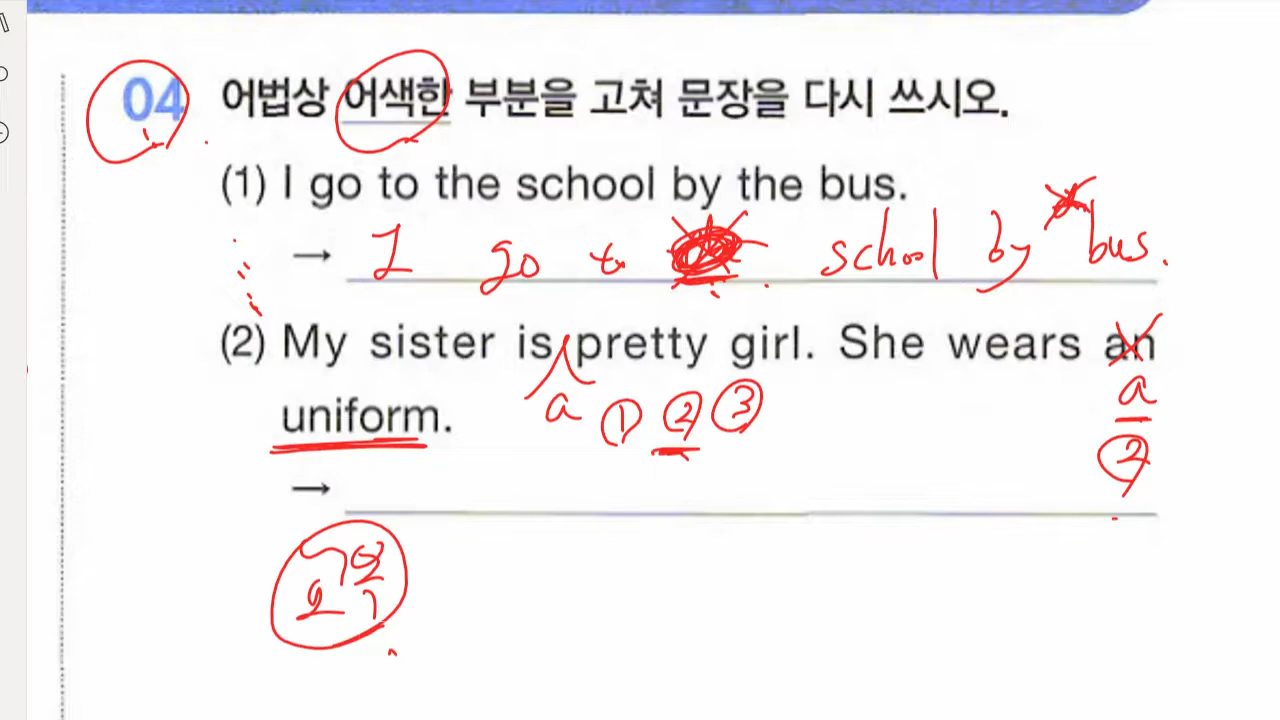 04 어법상 어색한 부분을 고쳐 문장을 다시 쓰시오.
(1) I go to the school by the bus.
→ I go to school by bus.
(2) My sister is pretty girl. She wears an
a ① ② ③ a
uniform.
②
→